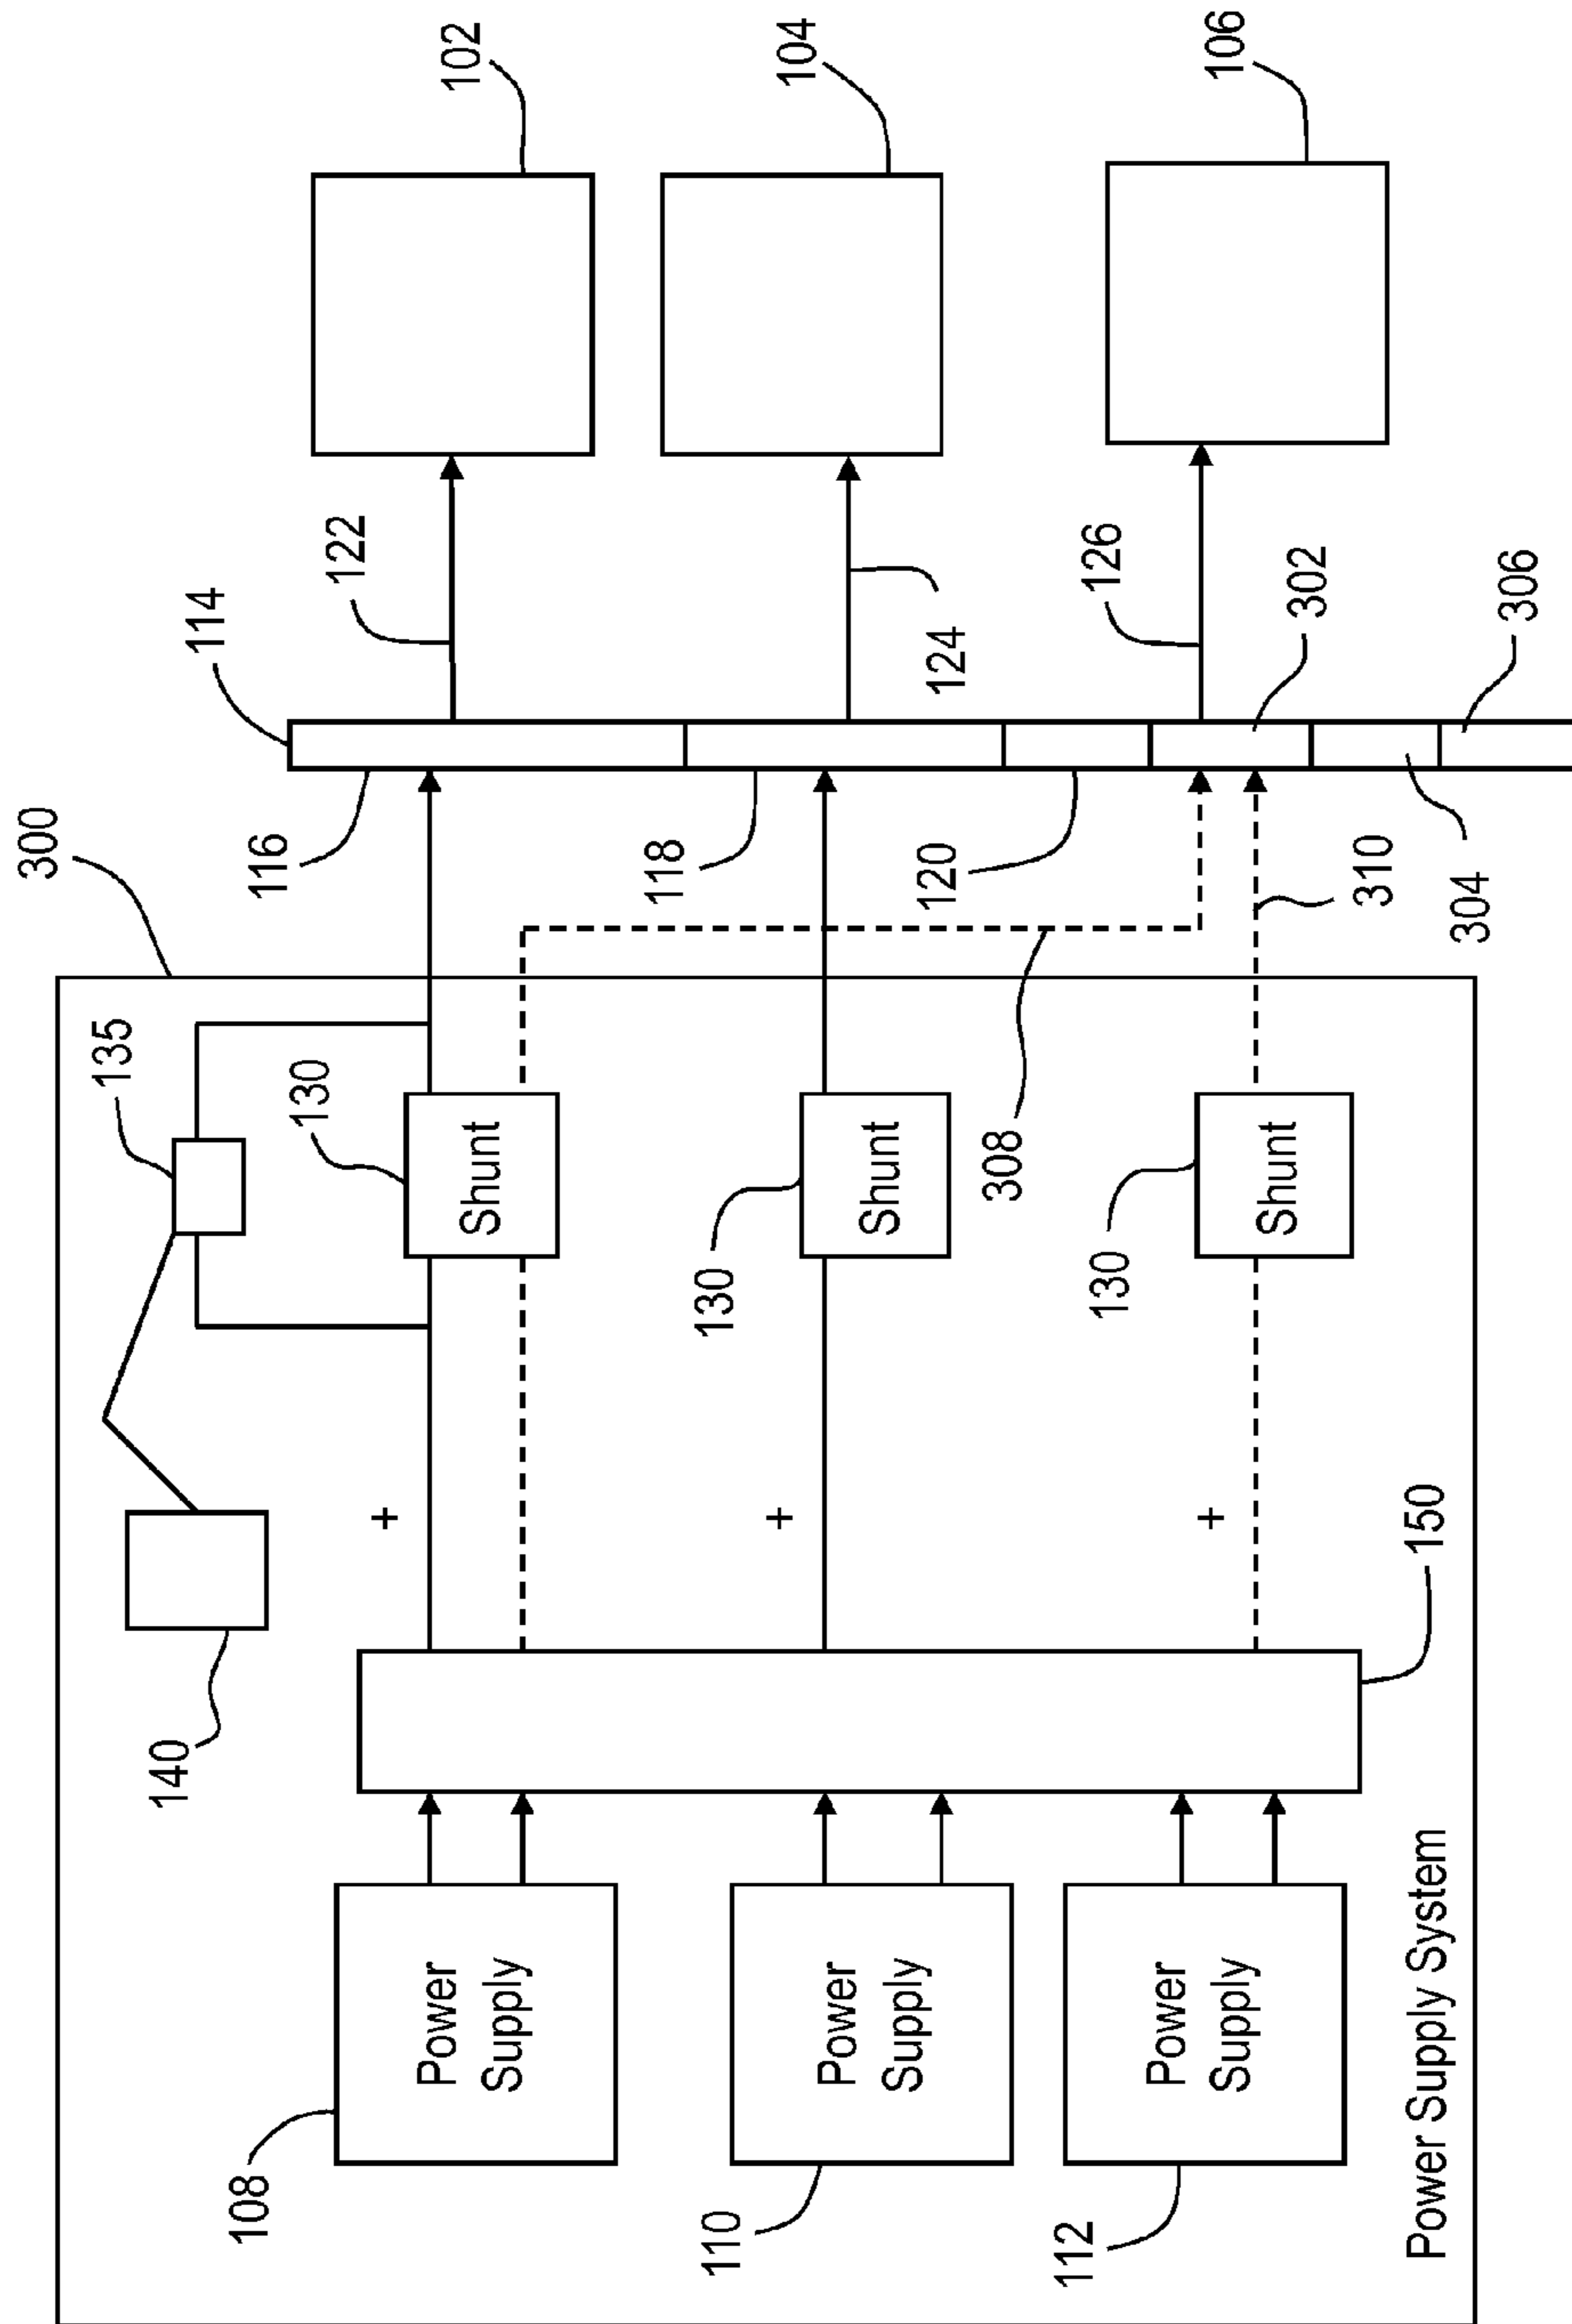 300
114
102
135
122
116
130
140
108
Power
Supply
Shunt
104
118
124
130
110
Power
Supply
Shunt
308
120
126
106
130
112
Power
Supply
Shunt
302
310
304
306
150
Power Supply System
+
+
+